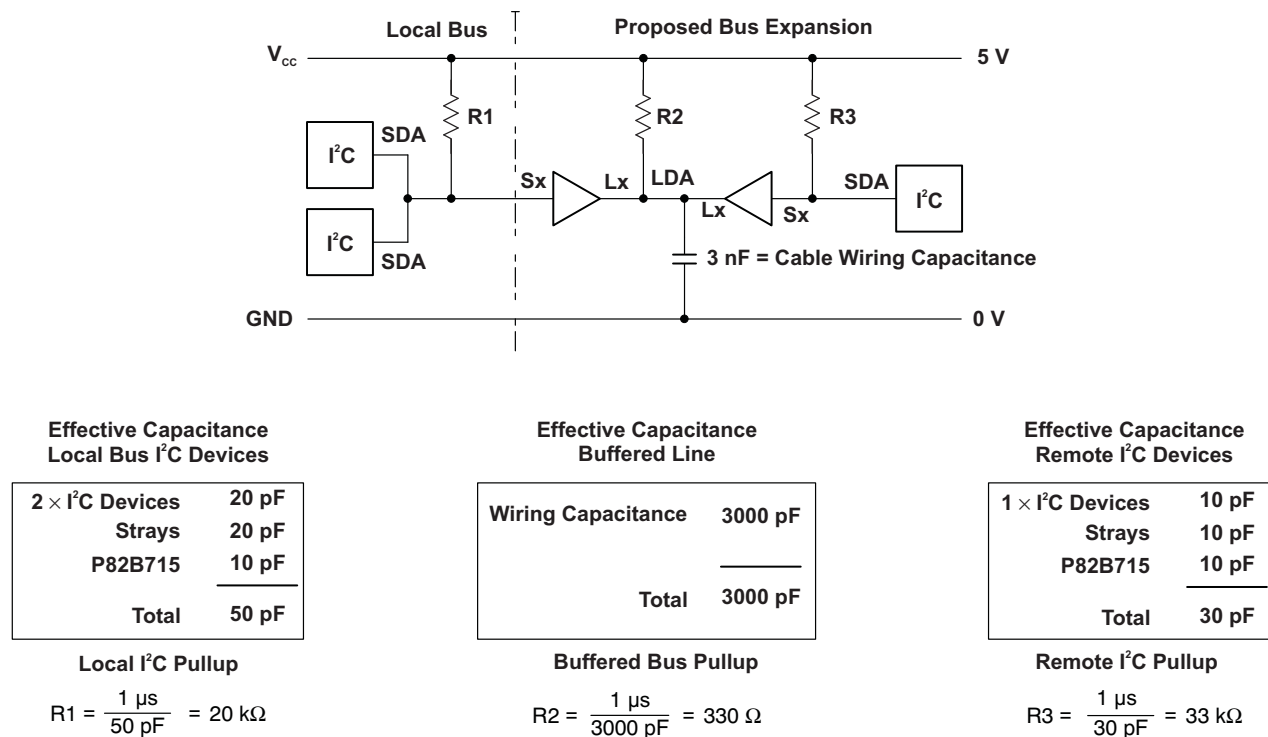 Local Bus
Proposed Bus Expansion
V_CC
5 V
R1
R2
R3
SDA
I²C
Sx
Lx
LDA
Lx
Sx
SDA
I²C
I²C
SDA
3 nF = Cable Wiring Capacitance
GND
0 V
Effective Capacitance
Local Bus I²C Devices
2 × I²C Devices 20 pF
Strays 20 pF
P82B715 10 pF
Total 50 pF
Local I²C Pullup
R1 = 1 μs / 50 pF = 20 kΩ
Effective Capacitance
Buffered Line
Wiring Capacitance 3000 pF
Total 3000 pF
Buffered Bus Pullup
R2 = 1 μs / 3000 pF = 330 Ω
Effective Capacitance
Remote I²C Devices
1 × I²C Devices 10 pF
Strays 10 pF
P82B715 10 pF
Total 30 pF
Remote I²C Pullup
R3 = 1 μs / 30 pF = 33 kΩ